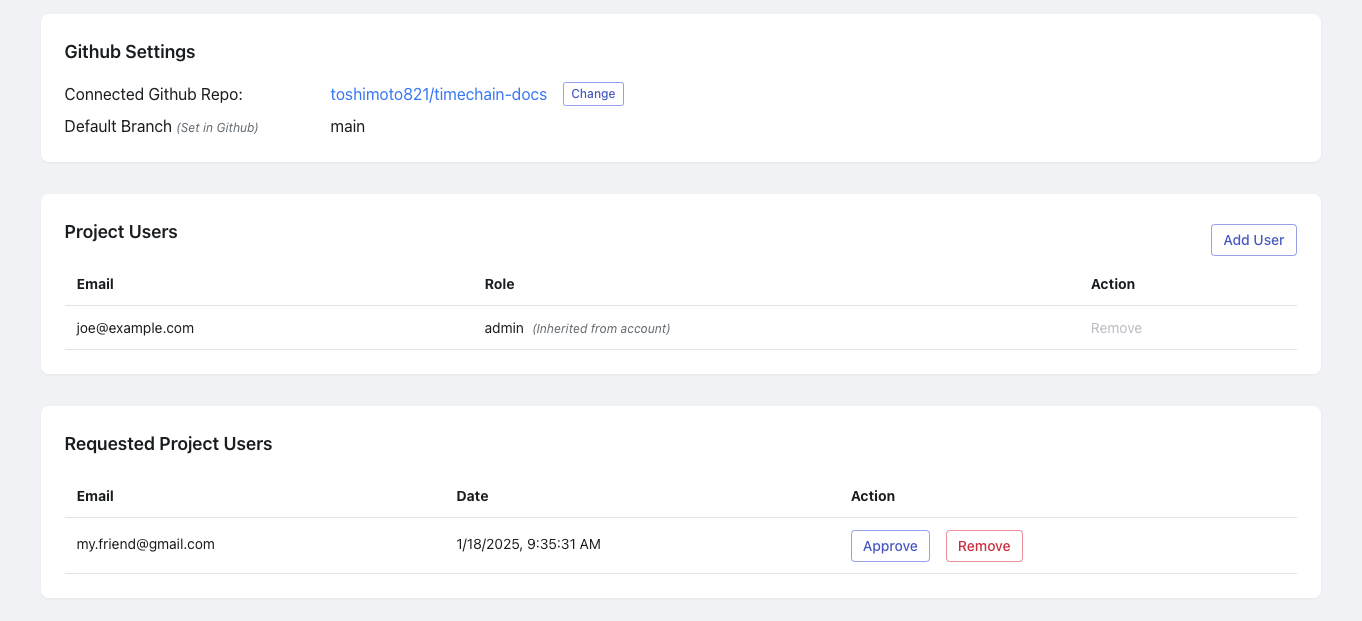 Github Settings
Connected Github Repo: toshimoto821/timechain-docs Change
Default Branch (Set in Github) main
Project Users
Add User
Email Role Action
joe@example.com admin (Inherited from account) Remove
Requested Project Users
Email Date Action
my.friend@gmail.com 1/18/2025, 9:35:31 AM Approve Remove